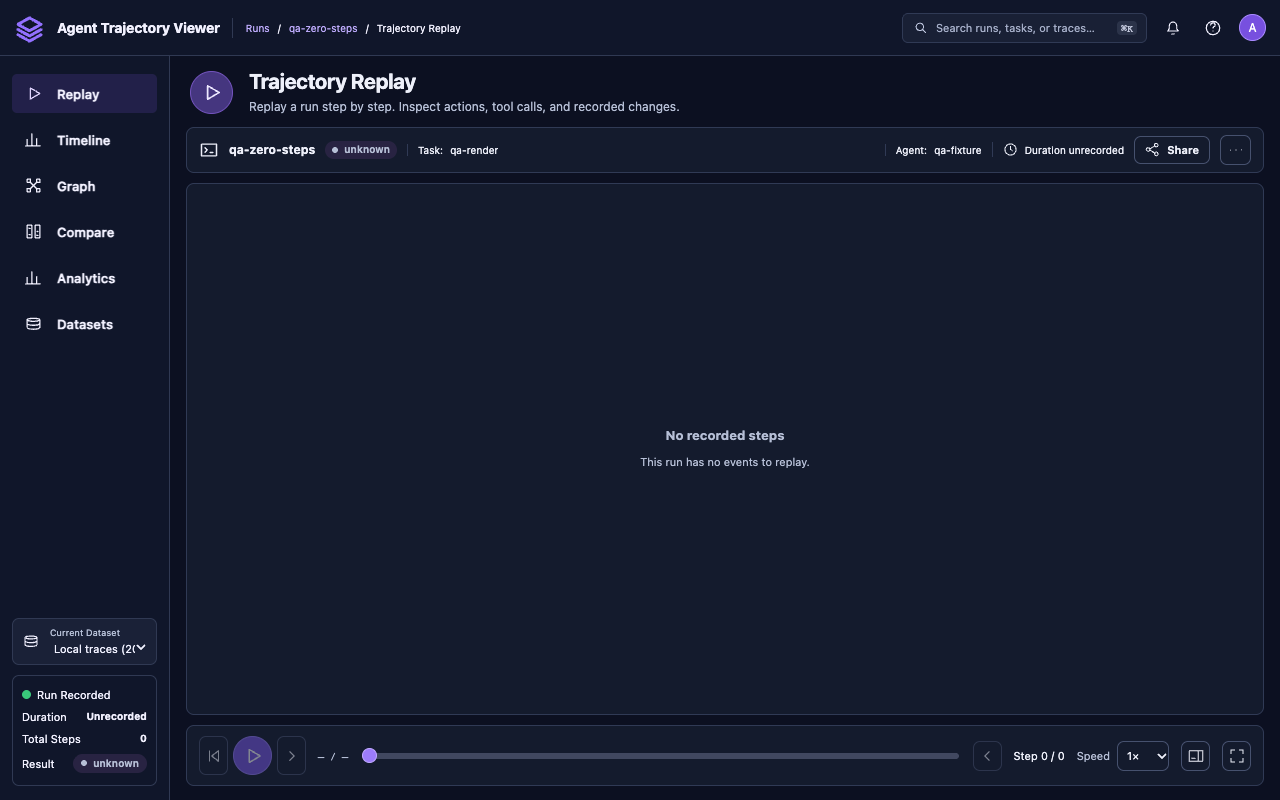 Agent Trajectory Viewer
Runs / qa-zero-steps / Trajectory Replay
Search runs, tasks, or traces... ⌘K
A
Replay
Timeline
Graph
Compare
Analytics
Datasets
Trajectory Replay
Replay a run step by step. Inspect actions, tool calls, and recorded changes.
qa-zero-steps unknown Task: qa-render Agent: qa-fixture Duration unrecorded Share ...
No recorded steps
This run has no events to replay.
Current Dataset
Local traces (2(
Run Recorded
Duration Unrecorded
Total Steps 0
Result unknown
– / – Step 0 / 0 Speed 1×